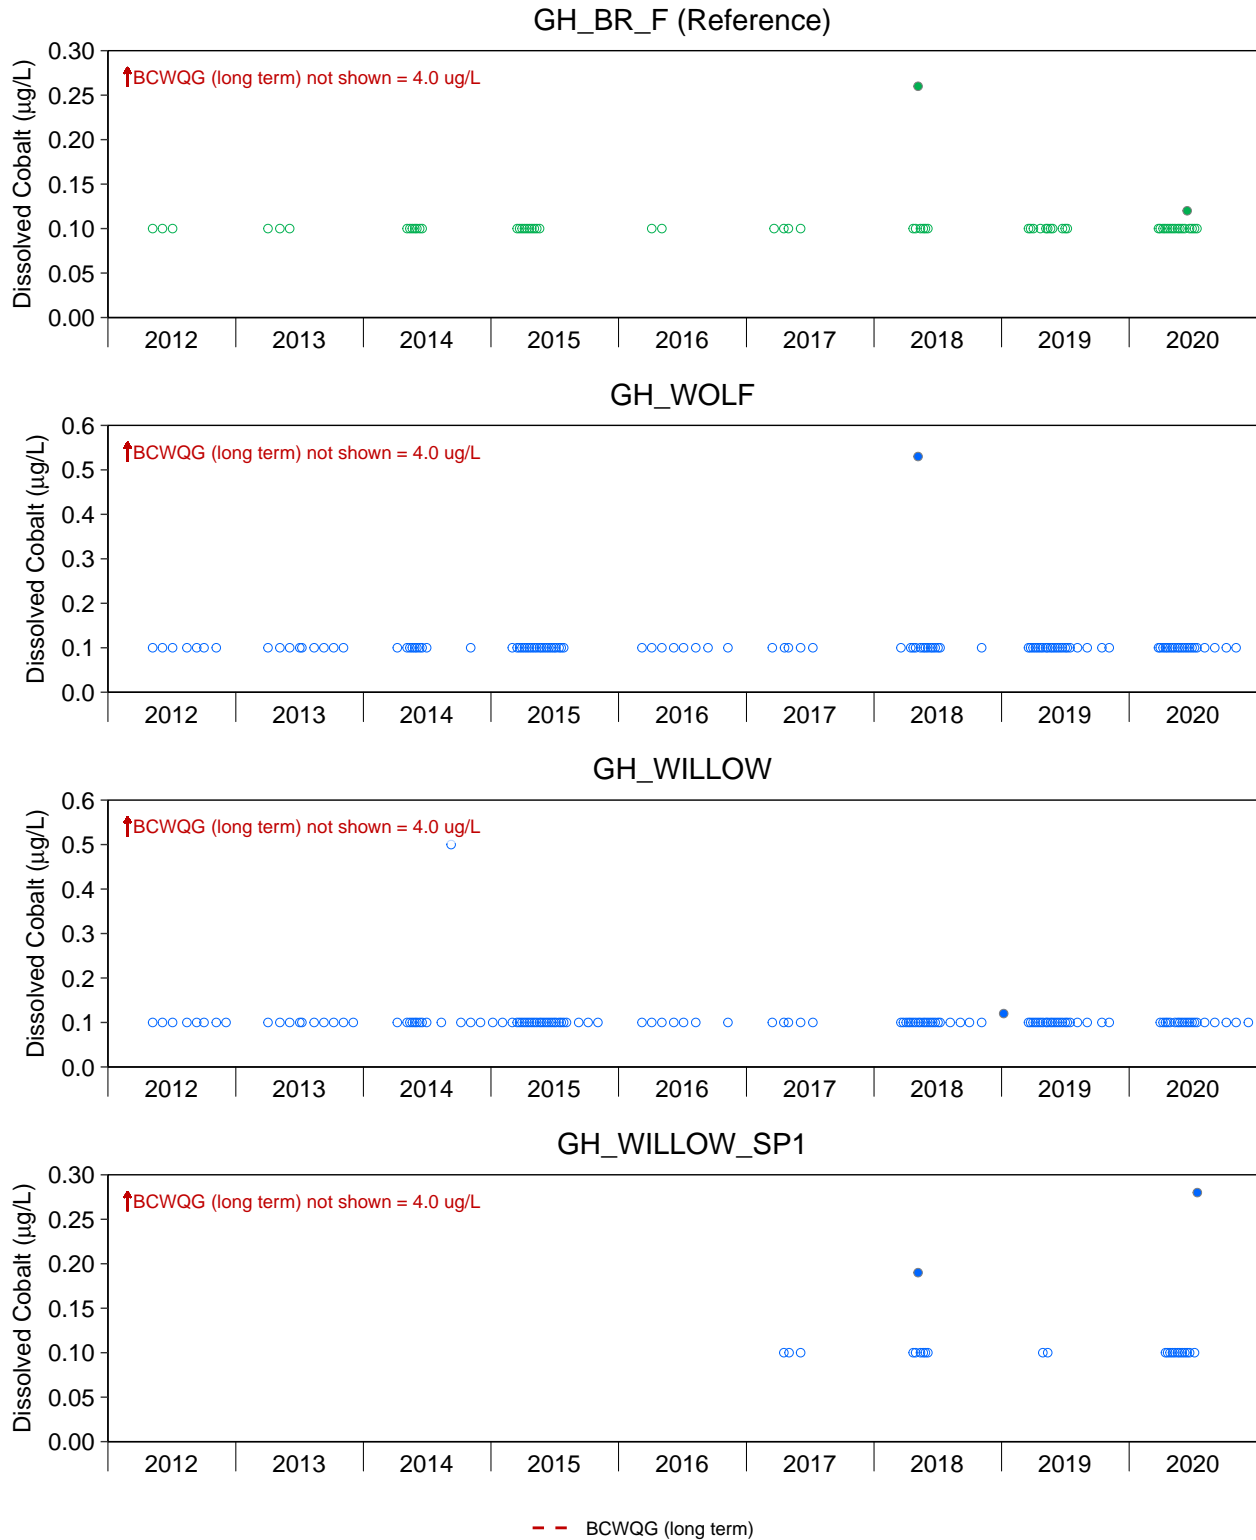 GH_BR_F (Reference)
Dissolved Cobalt (µg/L)
0.30
0.25
0.20
0.15
0.10
0.05
0.00
BCWQG (long term) not shown = 4.0 ug/L
2012 2013 2014 2015 2016 2017 2018 2019 2020
GH_WOLF
Dissolved Cobalt (µg/L)
0.6
0.5
0.4
0.3
0.2
0.1
0.0
BCWQG (long term) not shown = 4.0 ug/L
2012 2013 2014 2015 2016 2017 2018 2019 2020
GH_WILLOW
Dissolved Cobalt (µg/L)
0.6
0.5
0.4
0.3
0.2
0.1
0.0
BCWQG (long term) not shown = 4.0 ug/L
2012 2013 2014 2015 2016 2017 2018 2019 2020
GH_WILLOW_SP1
Dissolved Cobalt (µg/L)
0.30
0.25
0.20
0.15
0.10
0.05
0.00
BCWQG (long term) not shown = 4.0 ug/L
2012 2013 2014 2015 2016 2017 2018 2019 2020
BCWQG (long term)